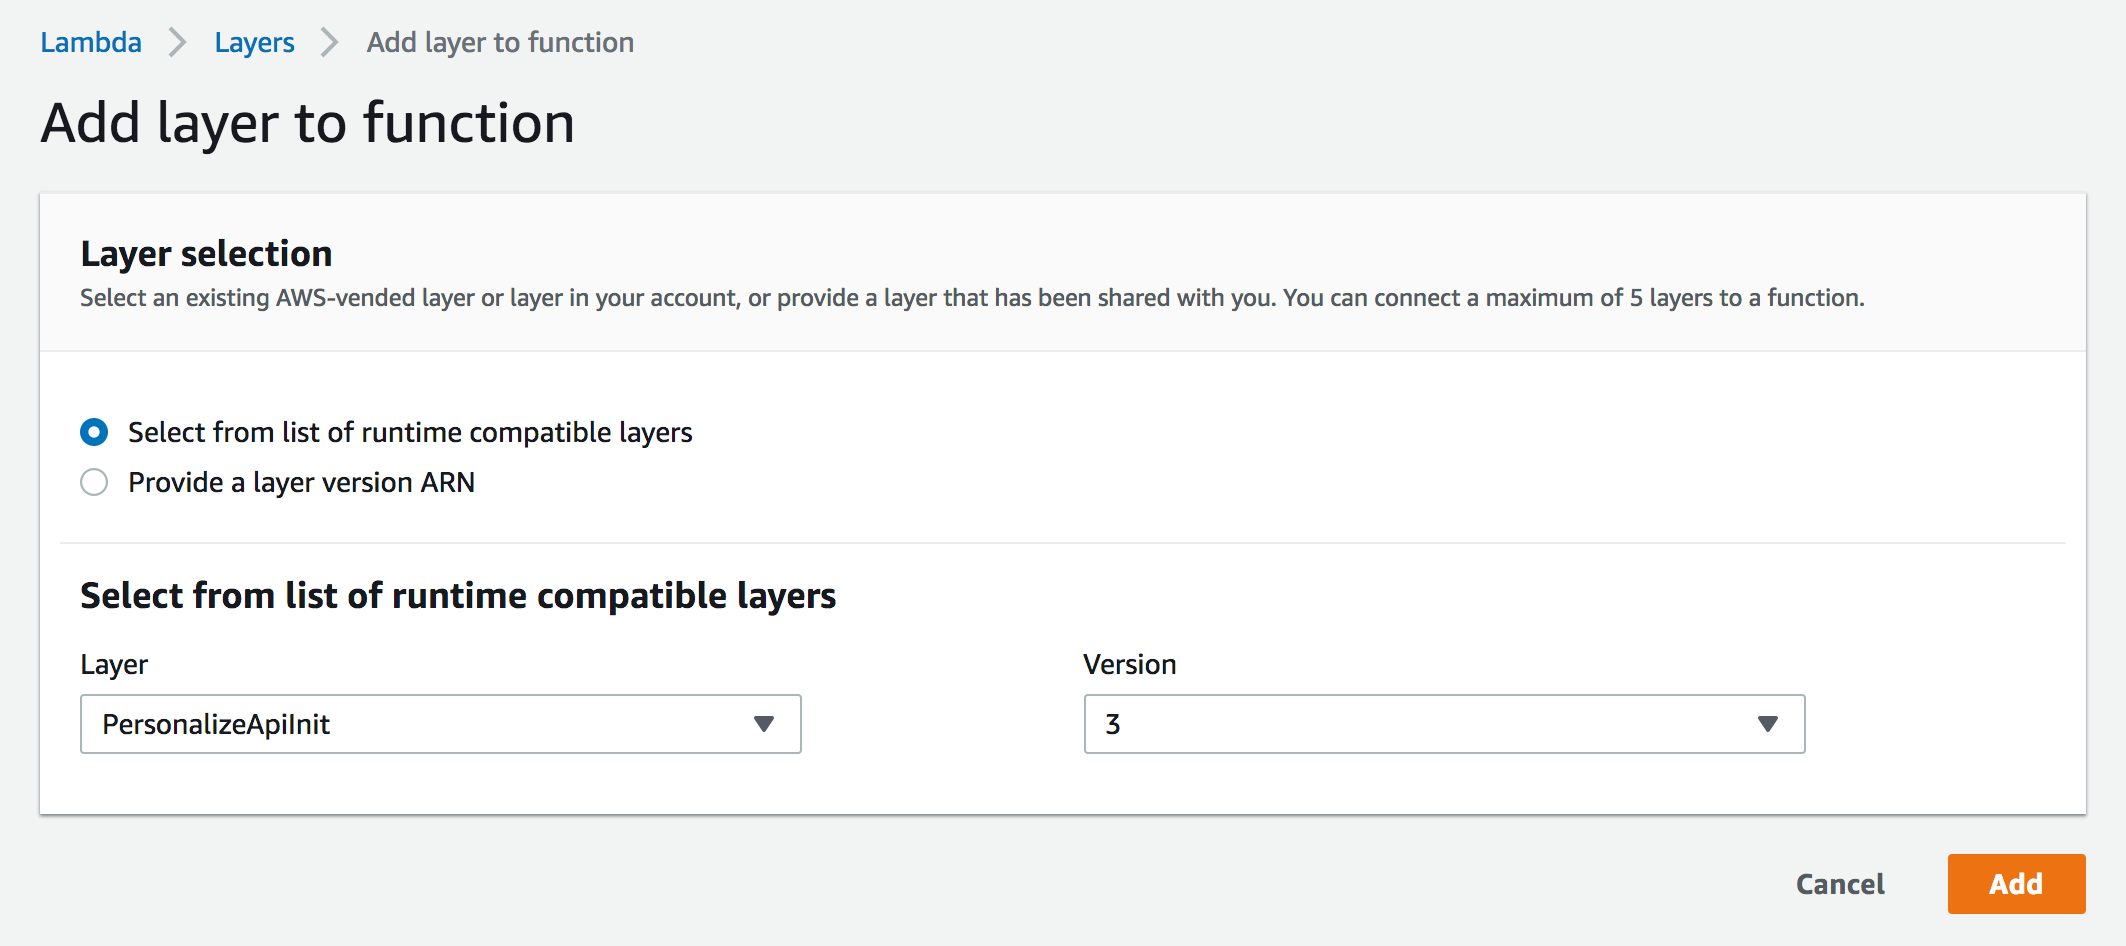 Lambda > Layers > Add layer to function
Add layer to function
Layer selection
Select an existing AWS-vended layer or layer in your account, or provide a layer that has been shared with you. You can connect a maximum of 5 layers to a function.
Select from list of runtime compatible layers
Provide a layer version ARN
Select from list of runtime compatible layers
Layer Version
PersonalizeApiInit 3
Cancel Add